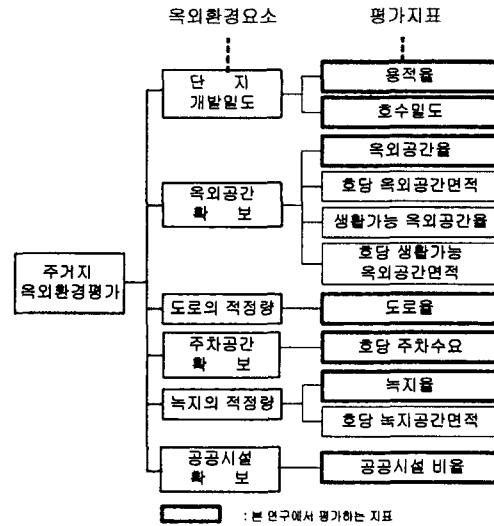 옥외환경요소 평가지표
단 지
개발밀도
용적율
호수밀도
옥외공간
확 보
옥외공간율
호당 옥외공간면적
생활가능 옥외공간율
호당 생활가능
옥외공간면적
주거지
옥외환경평가
도로의 적정량
도로율
주차공간
확 보
호당 주차수요
녹지의 적정량
녹지율
호당 녹지공간면적
공공시설
확 보
공공시설 비율
: 본 연구에서 평가하는 지표